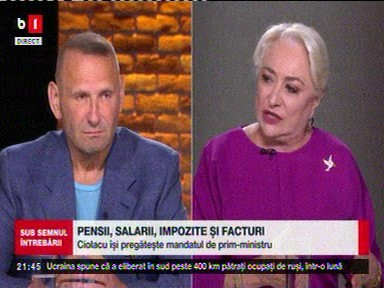 b1
DIRECT
SUB SEMNUL
ÎNTREBĂRII
PENSII, SALARII, IMPOZITE ȘI FACTURI
Ciolacu își pregătește mandatul de prim-ministru
21:45 Ucraina spune că a eliberat în sud peste 400 km pătrați ocupați de ruși, într-o lună